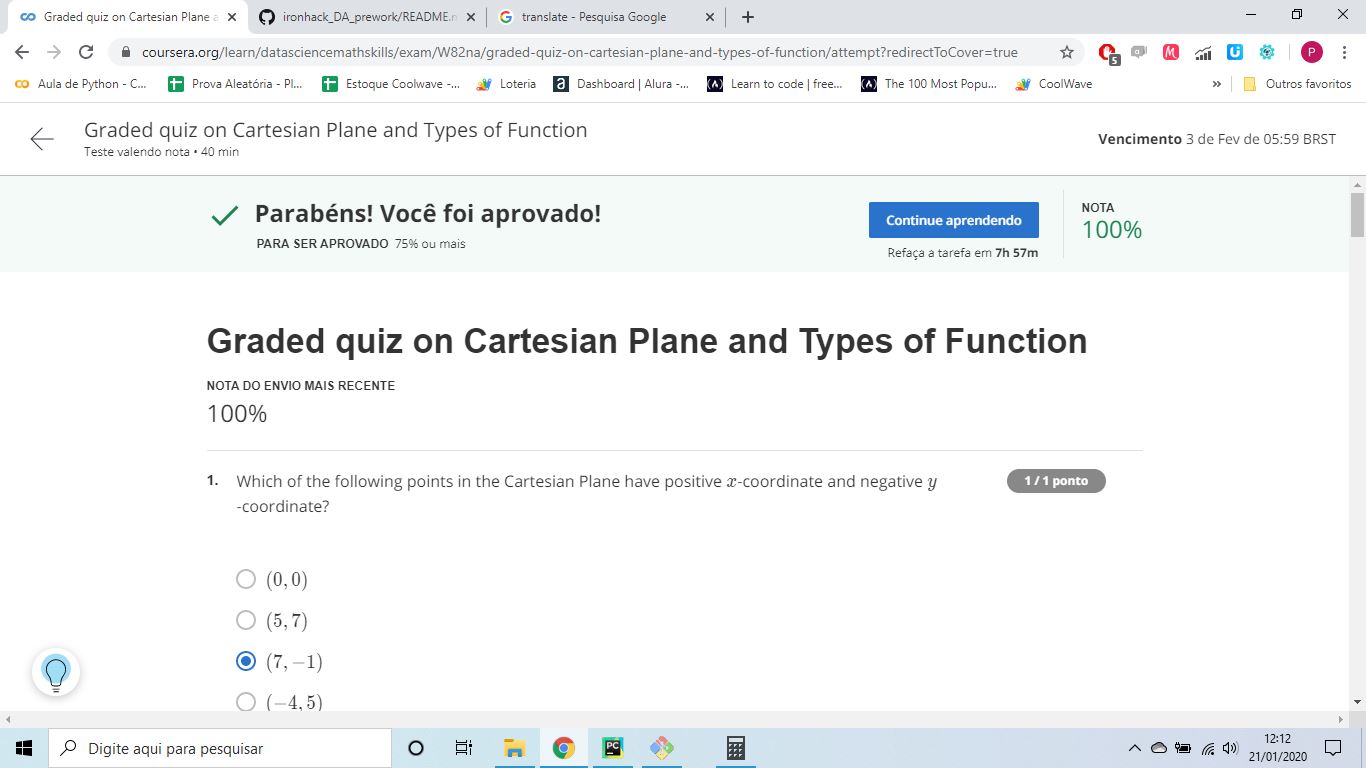 Graded quiz on Cartesian Plane a
ironhack_DA_prework/README.m
translate - Pesquisa Google
coursera.org/learn/datasciencemathskills/exam/W82na/graded-quiz-on-cartesian-plane-and-types-of-function/attempt?redirectToCover=true
5
P
Aula de Python - C...
Prova Aleatória - Pl...
Estoque Coolwave -...
Loteria
Dashboard | Alura -...
Learn to code | free...
The 100 Most Popu...
CoolWave
»
Outros favoritos
Graded quiz on Cartesian Plane and Types of Function
Teste valendo nota • 40 min
Vencimento 3 de Fev de 05:59 BRST
Parabéns! Você foi aprovado!
PARA SER APROVADO 75% ou mais
Continue aprendendo
Refaça a tarefa em 7h 57m
NOTA
100%
Graded quiz on Cartesian Plane and Types of Function
NOTA DO ENVIO MAIS RECENTE
100%
1. Which of the following points in the Cartesian Plane have positive x-coordinate and negative y
-coordinate?
1 / 1 ponto
(0, 0)
(5, 7)
(7, −1)
(−4, 5)
Digite aqui para pesquisar
12:12
21/01/2020